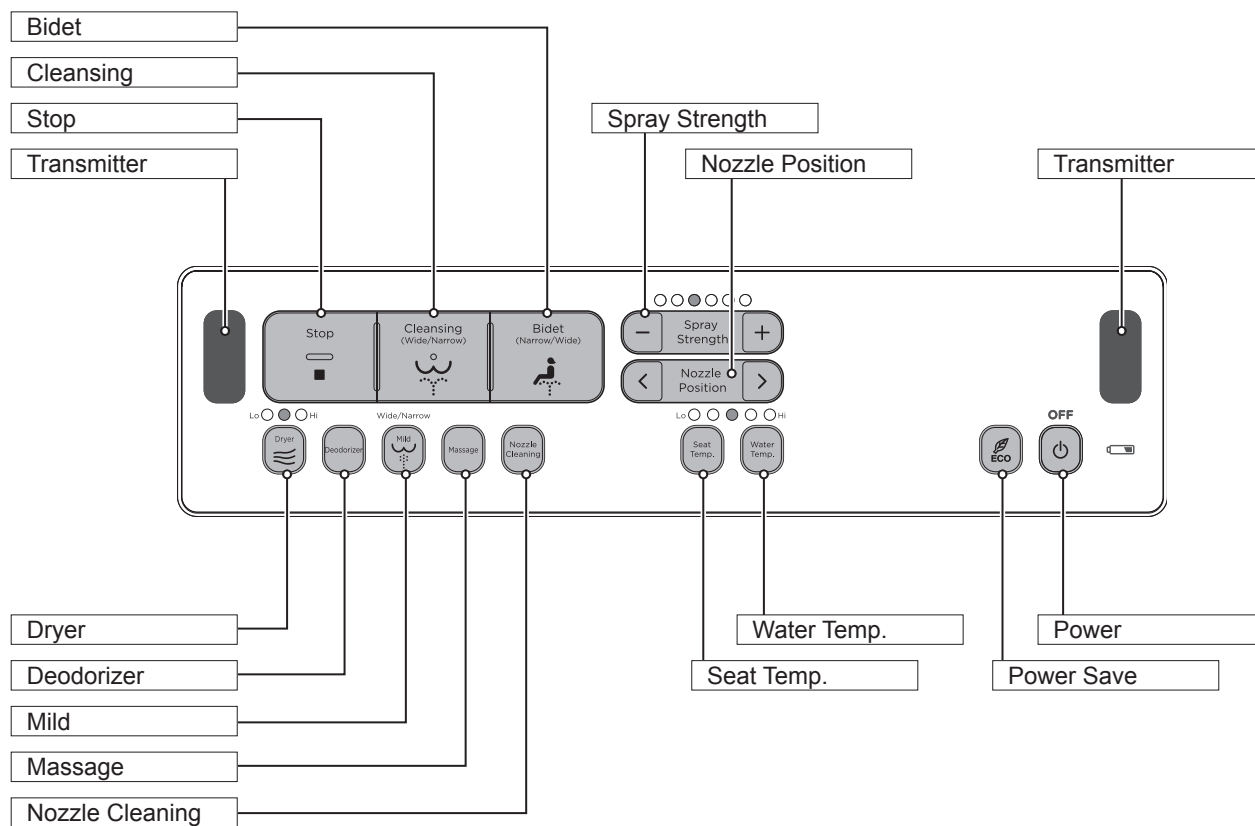 Bidet
Cleansing
Stop
Transmitter
Spray Strength
Nozzle Position
Transmitter
Stop
Cleansing
(Wide/Narrow)
Bidet
(Narrow/Wide)
− Spray +
Strength
< Nozzle >
Position
Lo Hi
Wide/Narrow
Lo Hi
OFF
Dryer
Deodorizer
Mild
Massage
Nozzle
Cleaning
Seat
Temp.
Water
Temp.
ECO
Dryer
Deodorizer
Mild
Massage
Nozzle Cleaning
Water Temp.
Seat Temp.
Power
Power Save